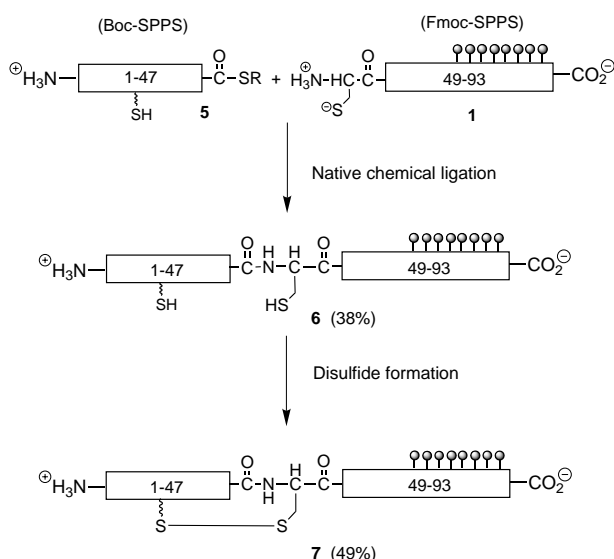 (Boc-SPPS) (Fmoc-SPPS)
⊕ H₃N 1-47 O C SR + ⊕ H₃N HC O C 49-93 CO₂⊖
SH 5 ⊖S 1
Native chemical ligation
⊕ H₃N 1-47 O C H N H C O C 49-93 CO₂⊖
SH HS
6 (38%)
Disulfide formation
⊕ H₃N 1-47 O C N H H C O C 49-93 CO₂⊖
S S
7 (49%)